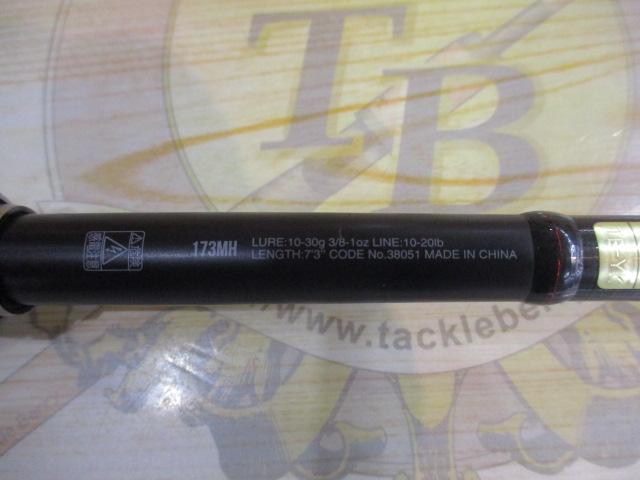 TB
173MH
LURE:10-30g 3/8-1oz LINE:10-20lb
LENGTH:7'3" CODE No.38051 MADE IN CHINA
www.tacklebe